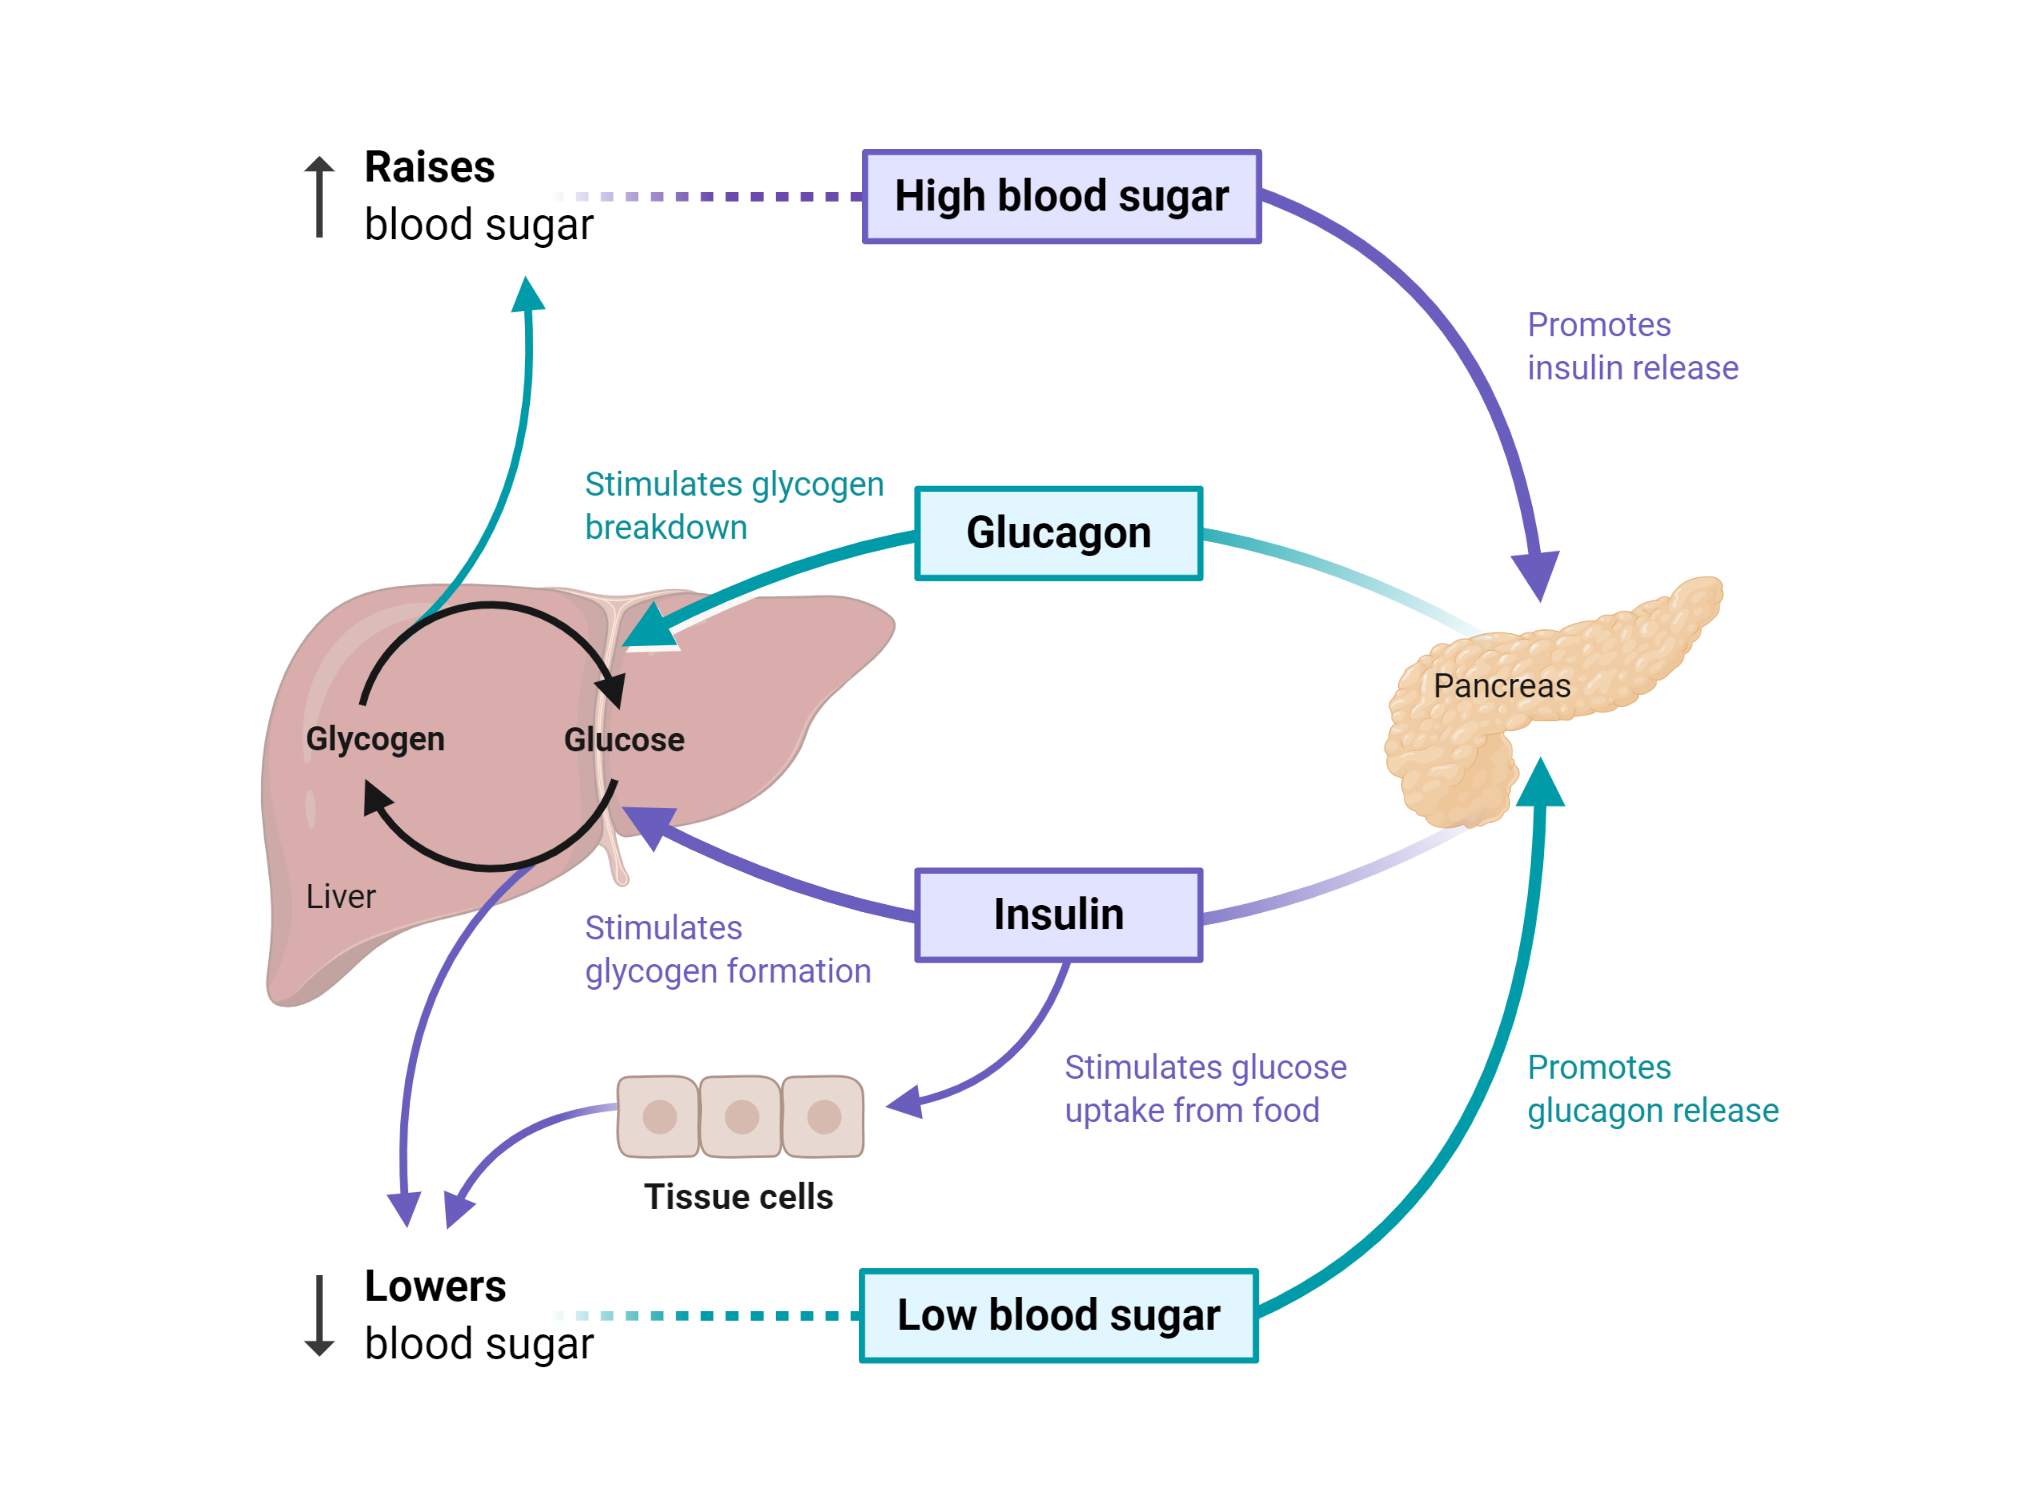 Raises
blood sugar
High blood sugar
Promotes
insulin release
Stimulates glycogen
breakdown
Glucagon
Pancreas
Glycogen
Glucose
Liver
Insulin
Stimulates
glycogen formation
Stimulates glucose
uptake from food
Promotes
glucagon release
Tissue cells
Lowers
blood sugar
Low blood sugar